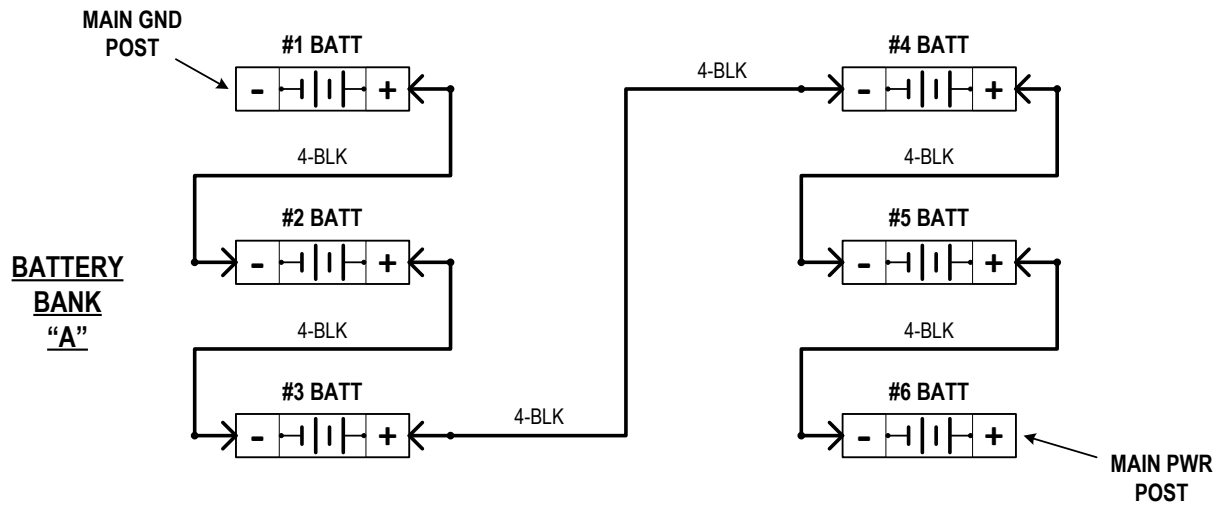 MAIN GND
POST
#1 BATT
- +
4-BLK
#2 BATT
- +
4-BLK
#3 BATT
- +
4-BLK
BATTERY
BANK
“A”
4-BLK
#4 BATT
- +
4-BLK
#5 BATT
- +
4-BLK
#6 BATT
- +
MAIN PWR
POST